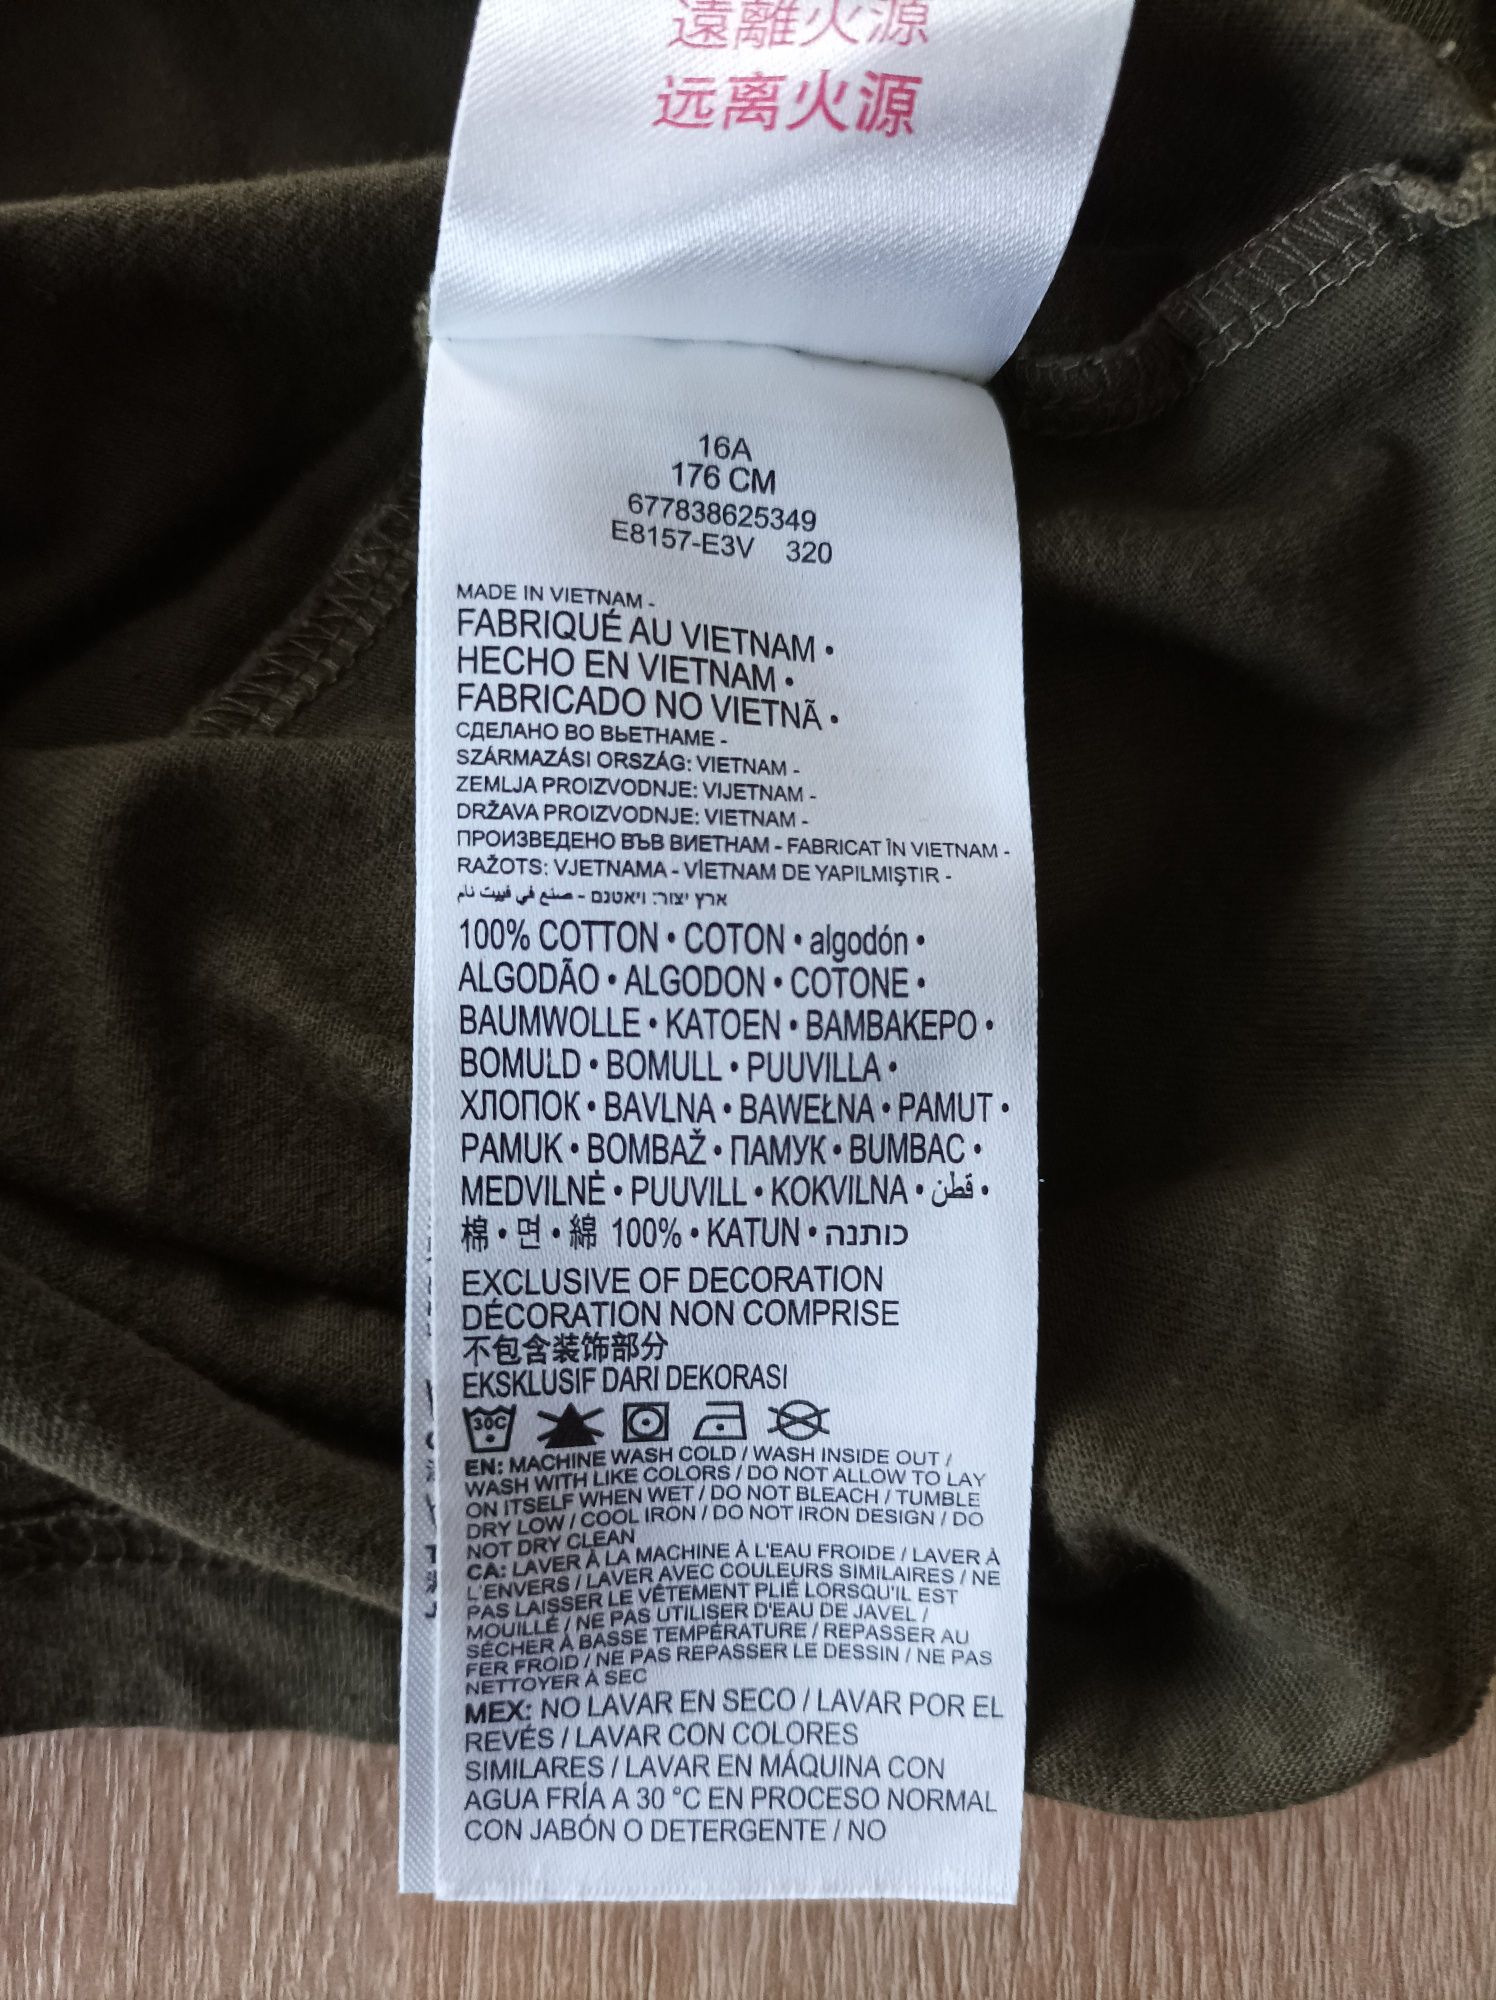 遠離火源
远离火源
16A
176 CM
677838625349
E8157-E3V 320
MADE IN VIETNAM -
FABRIQUÉ AU VIETNAM •
HECHO EN VIETNAM •
FABRICADO NO VIETNÃ •
СДЕЛАНО ВО ВЬЕТНАМЕ -
SZÁRMAZÁSI ORSZÁG: VIETNAM -
ZEMLJA PROIZVODNJE: VIJETNAM -
DRŽAVA PROIZVODNJE: VIETNAM -
ПРОИЗВЕДЕНО ВЪВ ВИЕТНАМ - FABRICAT ÎN VIETNAM -
RAŽOTS: VJETNAMA - VİETNAM DE YAPILMIŞTIR -
ארץ יצור: ויאטנם - صنع في فييت نام
100% COTTON • COTON • algodón •
ALGODÃO • ALGODON • COTONE •
BAUMWOLLE • KATOEN • ΒΑΜΒΑΚΕΡΟ •
BOMULD • BOMULL • PUUVILLA •
ХЛОПОК • BAVLNA • BAWEŁNA • PAMUT •
PAMUK • BOMBAŽ • ПАМУК • BUMBAC •
MEDVILNĖ • PUUVILL • KOKVILNA • قطن •
棉 • 면 • 綿 100% • KATUN • כותנה
EXCLUSIVE OF DECORATION
DÉCORATION NON COMPRISE
不包含装饰部分
EKSKLUSIF DARI DEKORASI
30C
EN: MACHINE WASH COLD / WASH INSIDE OUT /
WASH WITH LIKE COLORS / DO NOT ALLOW TO LAY
ON ITSELF WHEN WET / DO NOT BLEACH / TUMBLE
DRY LOW / COOL IRON / DO NOT IRON DESIGN / DO
NOT DRY CLEAN
CA: LAVER À LA MACHINE À L'EAU FROIDE / LAVER À
L'ENVERS / LAVER AVEC COULEURS SIMILAIRES / NE
PAS LAISSER LE VÊTEMENT PLIÉ LORSQU'IL EST
MOUILLÉ / NE PAS UTILISER D'EAU DE JAVEL /
SÉCHER À BASSE TEMPÉRATURE / REPASSER AU
FER FROID / NE PAS REPASSER LE DESSIN / NE PAS
NETTOYER À SEC
MEX: NO LAVAR EN SECO / LAVAR POR EL
REVÉS / LAVAR CON COLORES
SIMILARES / LAVAR EN MÁQUINA CON
AGUA FRÍA A 30 °C EN PROCESO NORMAL
CON JABÓN O DETERGENTE / NO